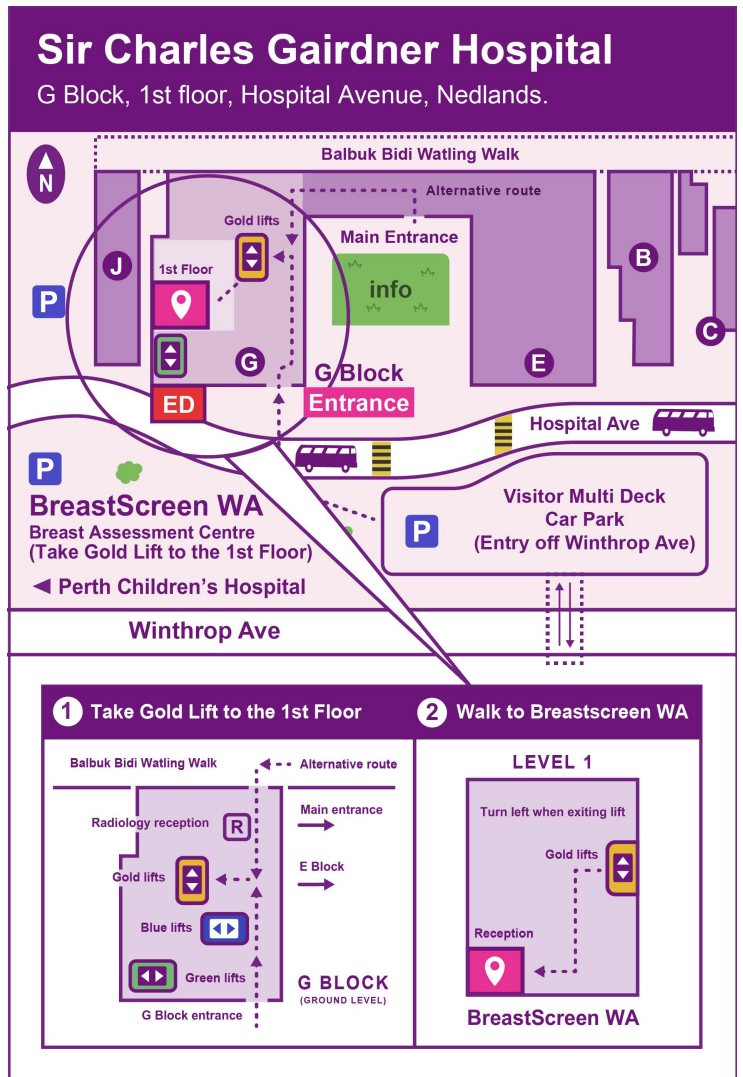 Sir Charles Gairdner Hospital
G Block, 1st floor, Hospital Avenue, Nedlands.
Balbuk Bidi Watling Walk
N
Alternative route
Gold lifts
Main Entrance
J
1st Floor
B
P
info
C
G
E
G Block
ED
Entrance
Hospital Ave
P
BreastScreen WA
Breast Assessment Centre
(Take Gold Lift to the 1st Floor)
P
Visitor Multi Deck
Car Park
(Entry off Winthrop Ave)
Perth Children's Hospital
Winthrop Ave
1 Take Gold Lift to the 1st Floor
Balbuk Bidi Watling Walk
Alternative route
Radiology reception
R
Main entrance
Gold lifts
E Block
Blue lifts
Green lifts
G BLOCK
(GROUND LEVEL)
G Block entrance
2 Walk to Breastscreen WA
LEVEL 1
Turn left when exiting lift
Gold lifts
Reception
BreastScreen WA